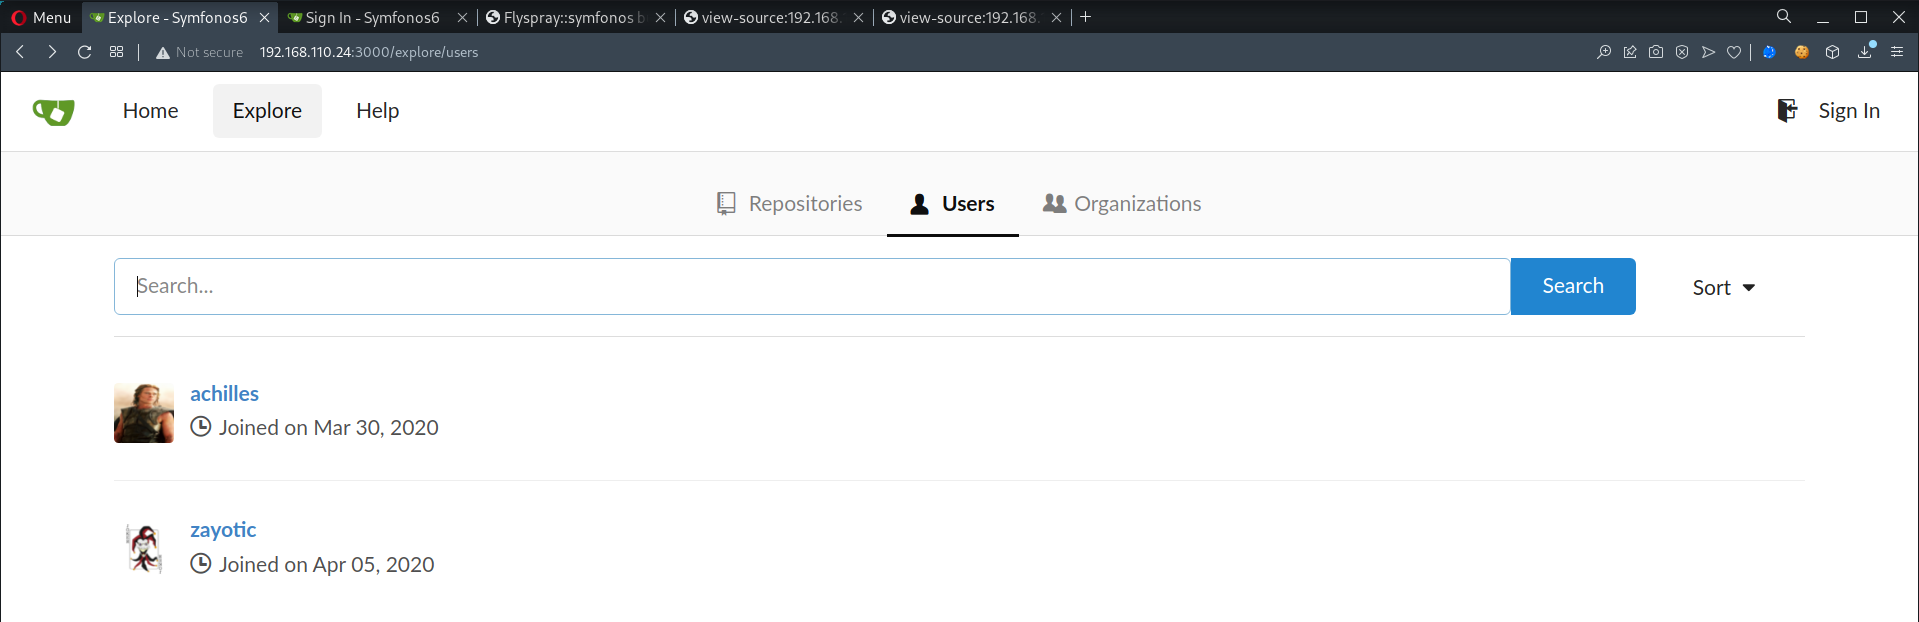 Menu Explore - Symfonos6 Sign In - Symfonos6 Flyspray::symfonos b view-source:192.168. view-source:192.168.
Not secure 192.168.110.24:3000/explore/users
Home Explore Help Sign In
Repositories Users Organizations
Search... Search Sort
achilles
Joined on Mar 30, 2020
zayotic
Joined on Apr 05, 2020